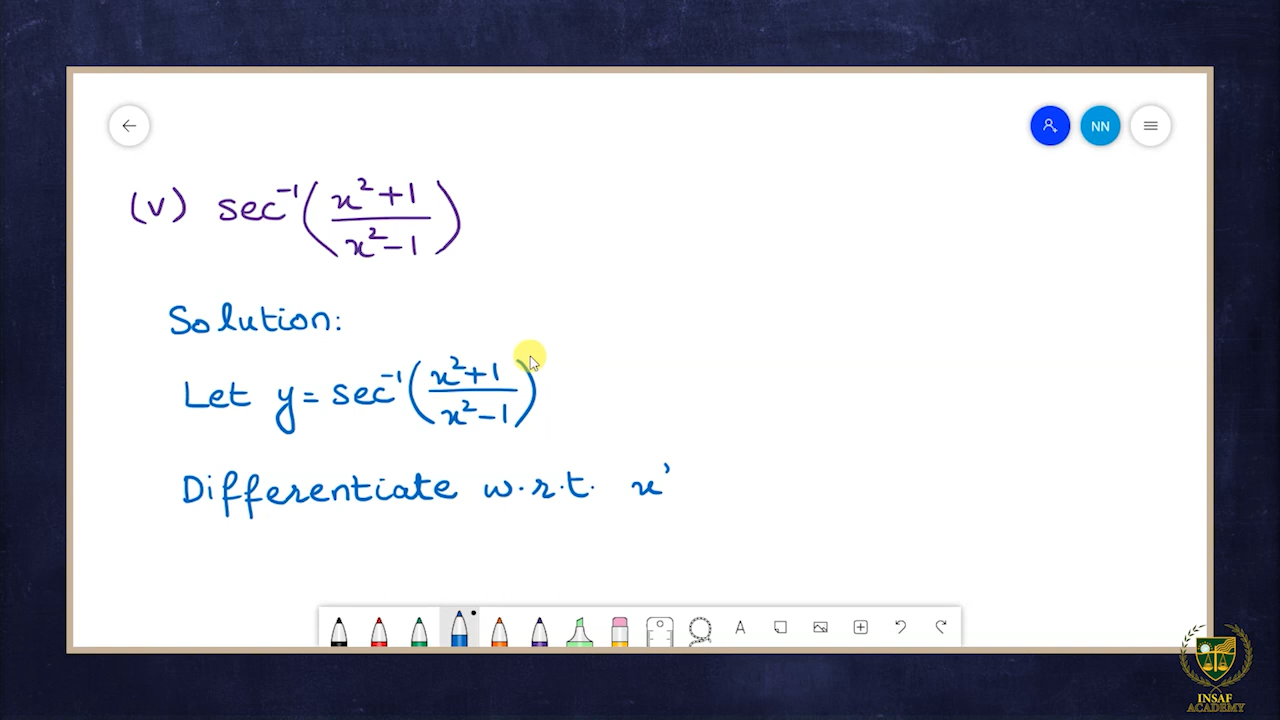 NN
(V) sec⁻¹(x²+1/x²-1)
Solution:
Let y = sec⁻¹(x²+1/x²-1)
Differentiate w.r.t. x'
A
INSAF
ACADEMY